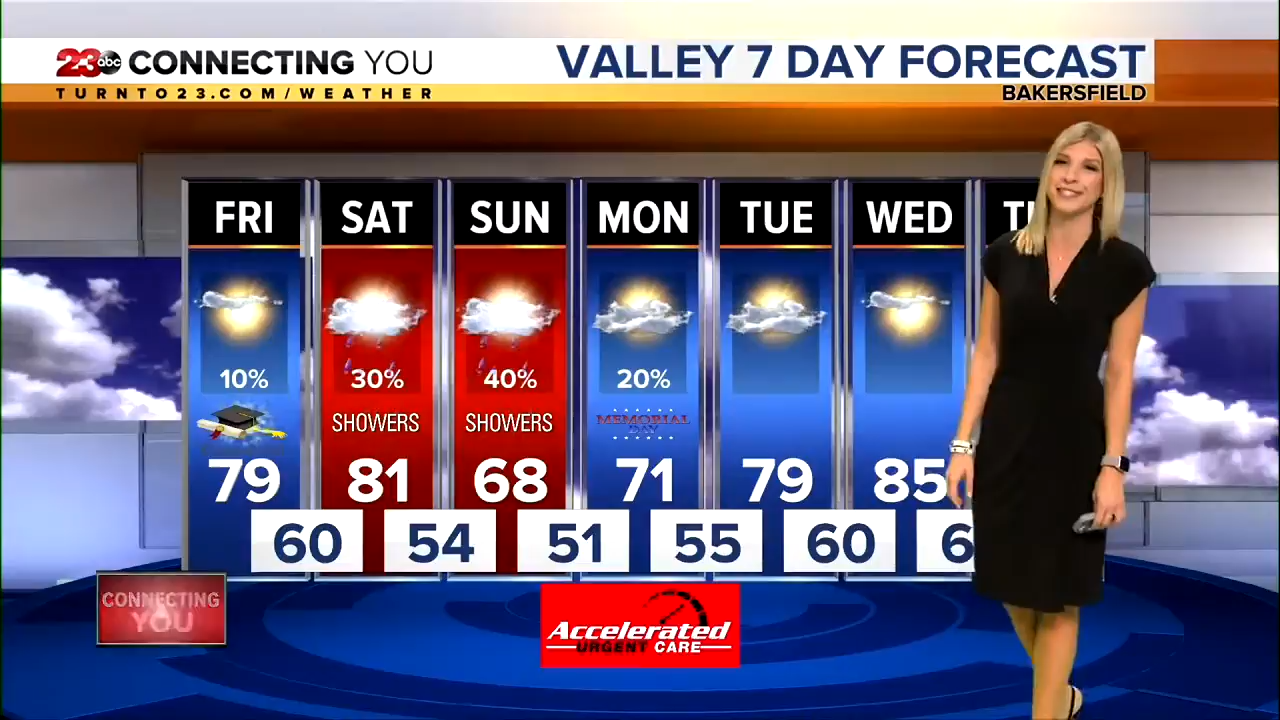 23 abc CONNECTING YOU
TURNTO23.COM/WEATHER
VALLEY 7 DAY FORECAST
BAKERSFIELD
FRI SAT SUN MON TUE WED
10% 30% 40% 20%
SHOWERS SHOWERS
MEMORIAL
DAY
79 81 68 71 79 85
60 54 51 55 60
CONNECTING
YOU
Accelerated
URGENT CARE